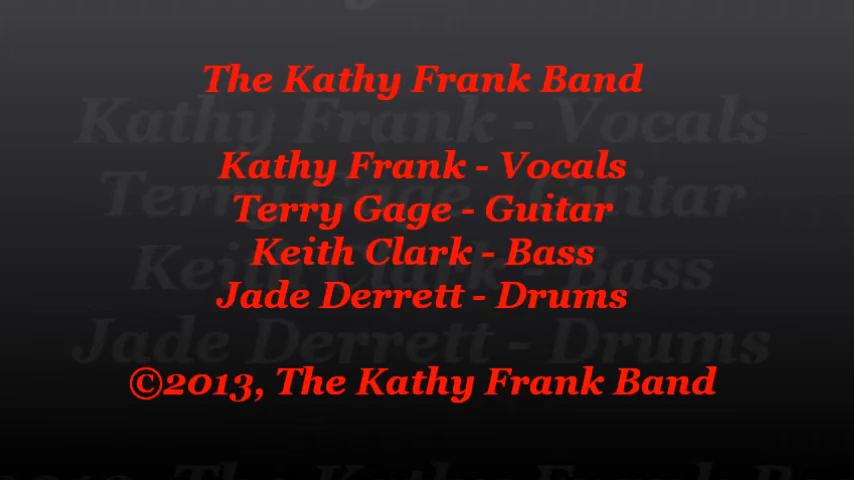 The Kathy Frank Band
Kathy Frank - Vocals
Terry Gage - Guitar
Keith Clark - Bass
Jade Derrett - Drums
©2013, The Kathy Frank Band